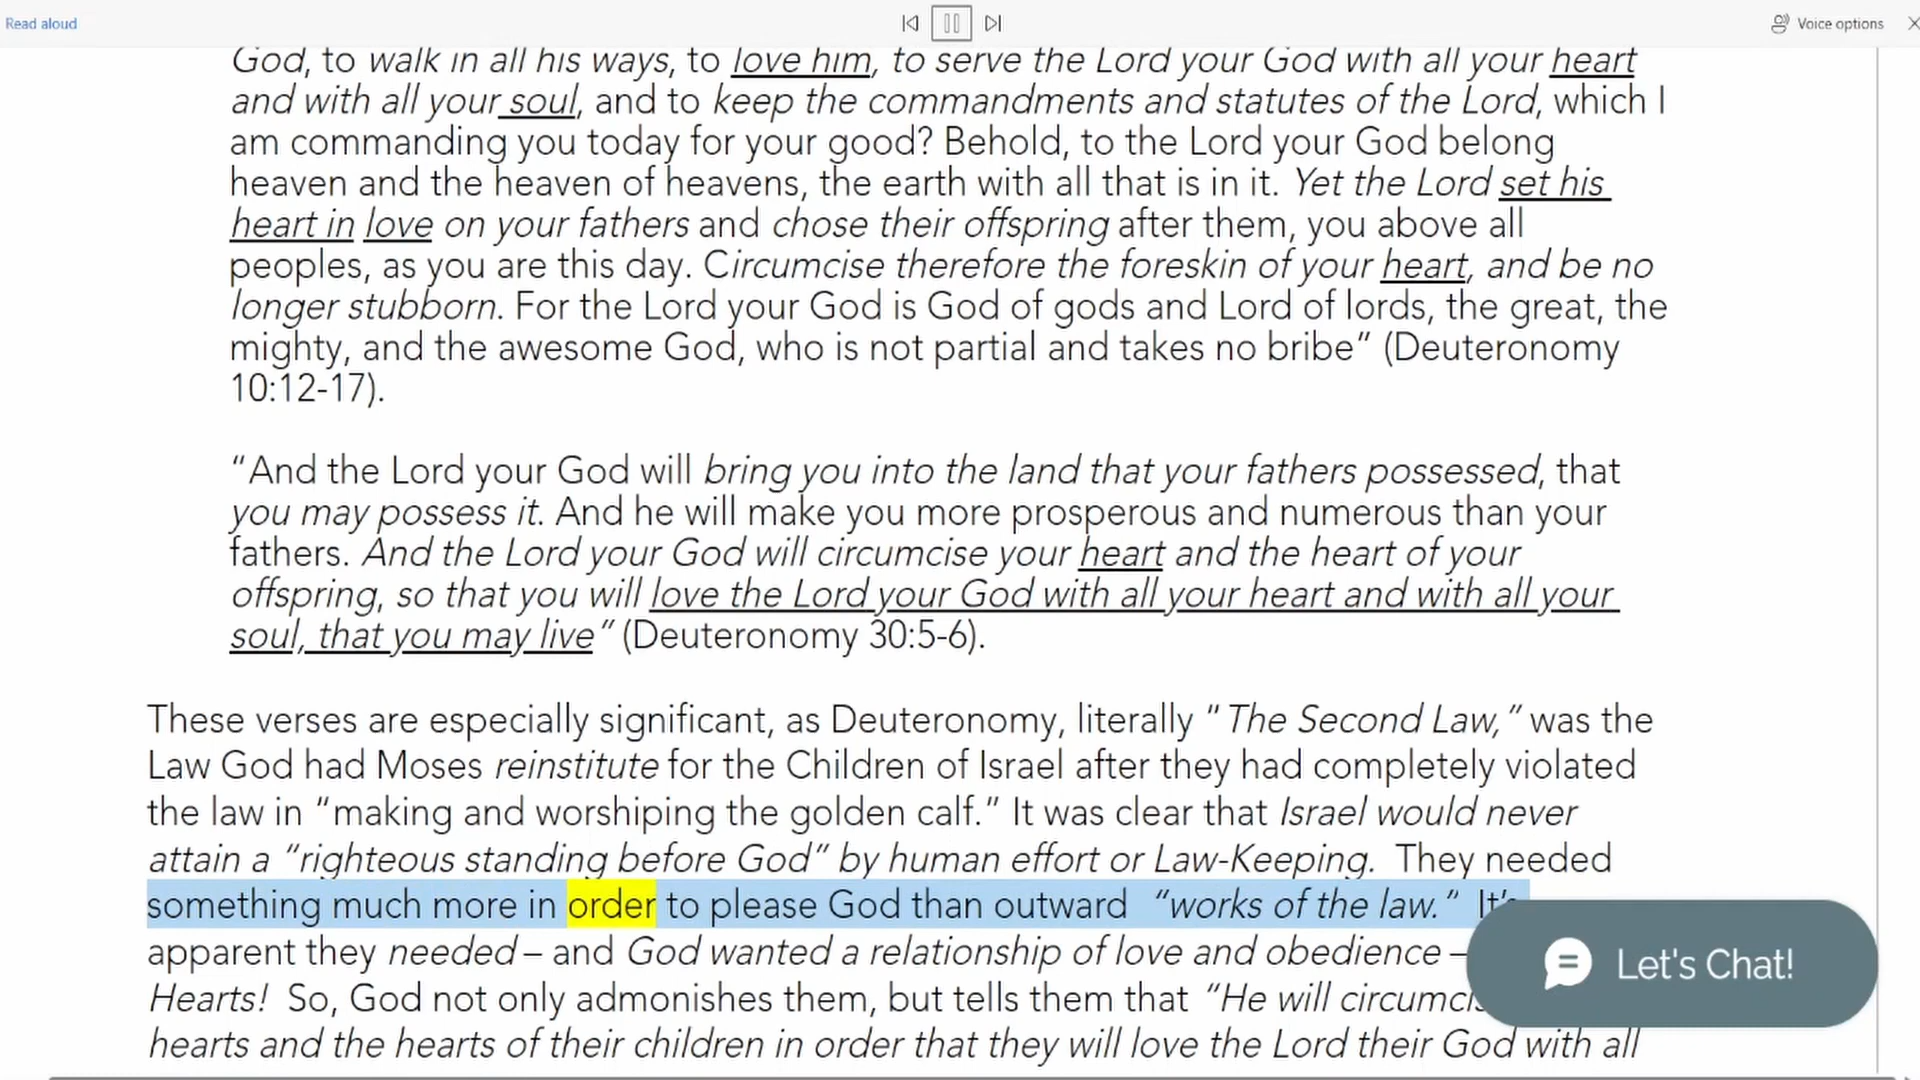 Read aloud
Voice options
God, to walk in all his ways, to love him, to serve the Lord your God with all your heart
and with all your soul, and to keep the commandments and statutes of the Lord, which I
am commanding you today for your good? Behold, to the Lord your God belong
heaven and the heaven of heavens, the earth with all that is in it. Yet the Lord set his
heart in love on your fathers and chose their offspring after them, you above all
peoples, as you are this day. Circumcise therefore the foreskin of your heart, and be no
longer stubborn. For the Lord your God is God of gods and Lord of lords, the great, the
mighty, and the awesome God, who is not partial and takes no bribe” (Deuteronomy
10:12-17).
“And the Lord your God will bring you into the land that your fathers possessed, that
you may possess it. And he will make you more prosperous and numerous than your
fathers. And the Lord your God will circumcise your heart and the heart of your
offspring, so that you will love the Lord your God with all your heart and with all your
soul, that you may live” (Deuteronomy 30:5-6).
These verses are especially significant, as Deuteronomy, literally “The Second Law,” was the
Law God had Moses reinstitute for the Children of Israel after they had completely violated
the law in “making and worshiping the golden calf.” It was clear that Israel would never
attain a “righteous standing before God” by human effort or Law-Keeping. They needed
something much more in order to please God than outward “works of the law.” It’s
apparent they needed – and God wanted a relationship of love and obedience –
Hearts! So, God not only admonishes them, but tells them that “He will
hearts and the hearts of their children in order that they will love the Lord their God with all
Let's Chat!